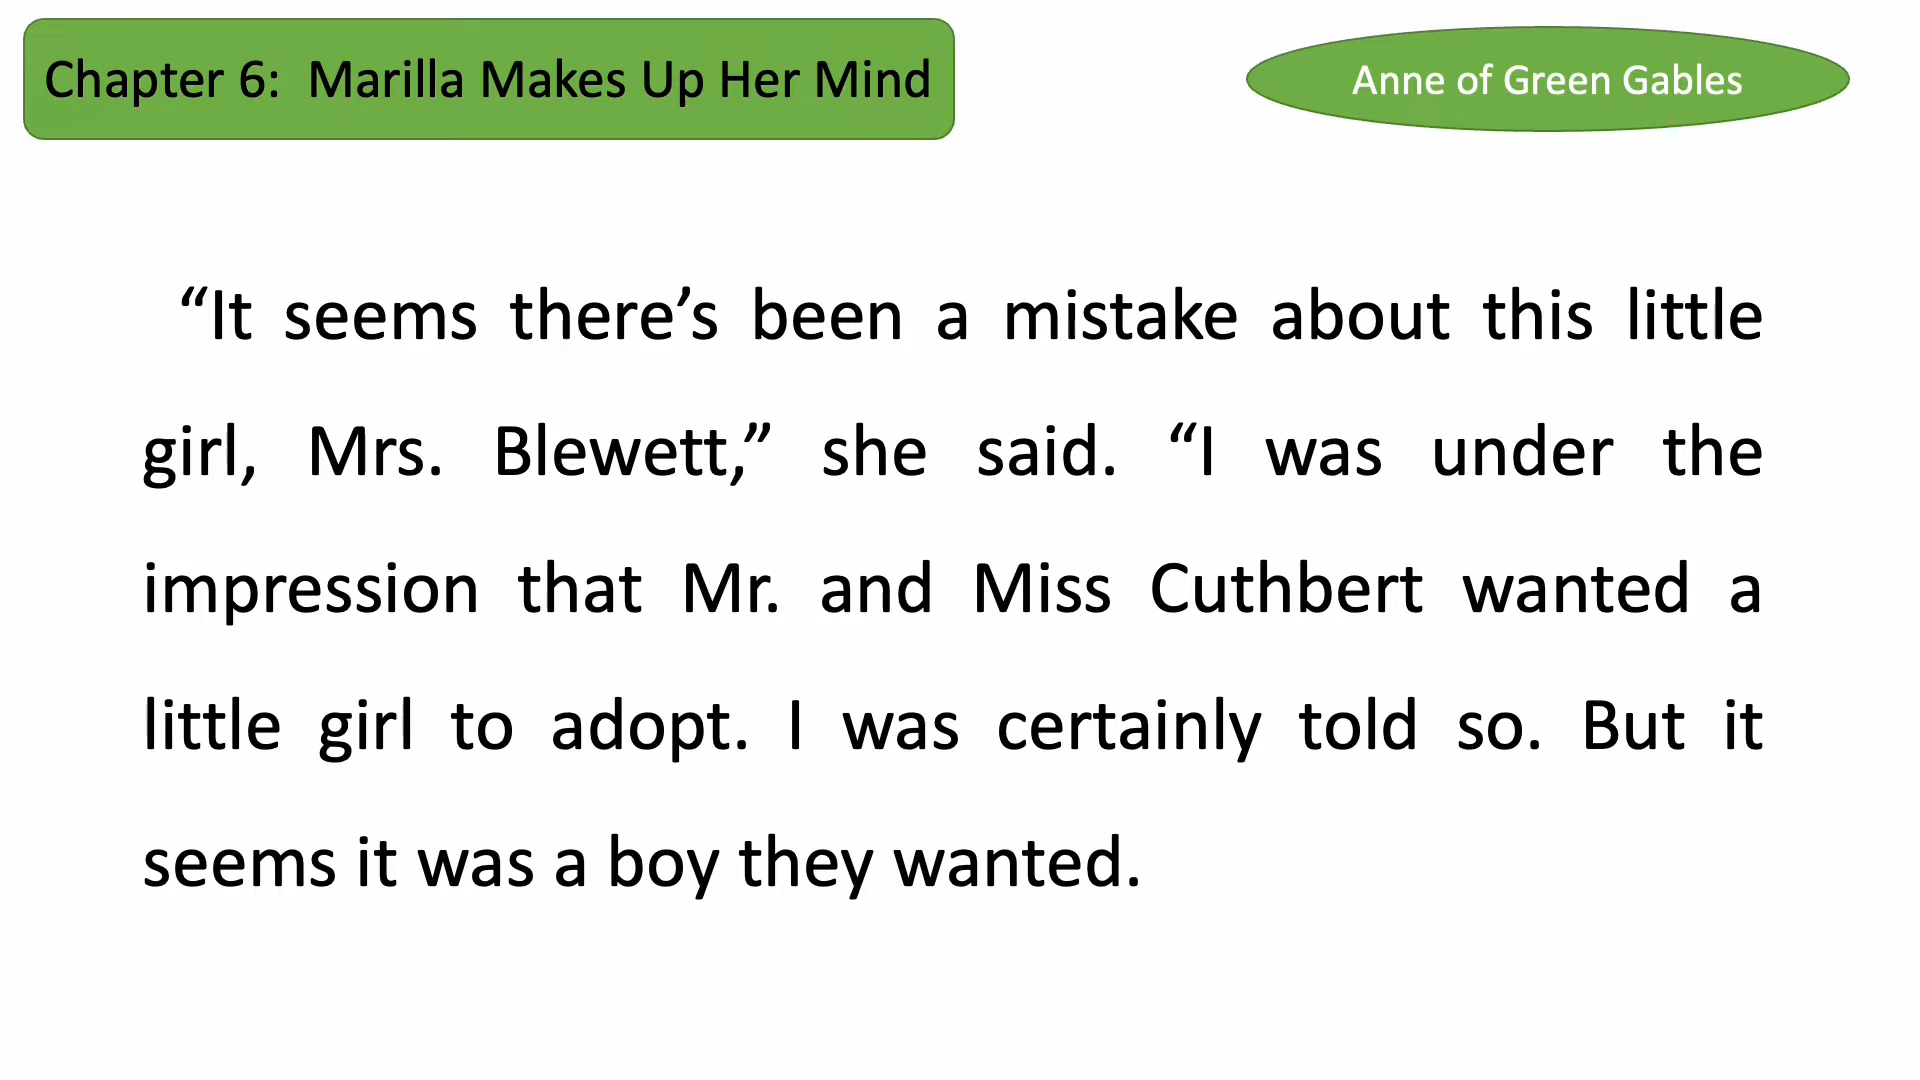 Chapter 6:  Marilla Makes Up Her Mind
Anne of Green Gables
“It seems there’s been a mistake about this little
girl, Mrs. Blewett,” she said. “I was under the
impression that Mr. and Miss Cuthbert wanted a
little girl to adopt. I was certainly told so. But it
seems it was a boy they wanted.